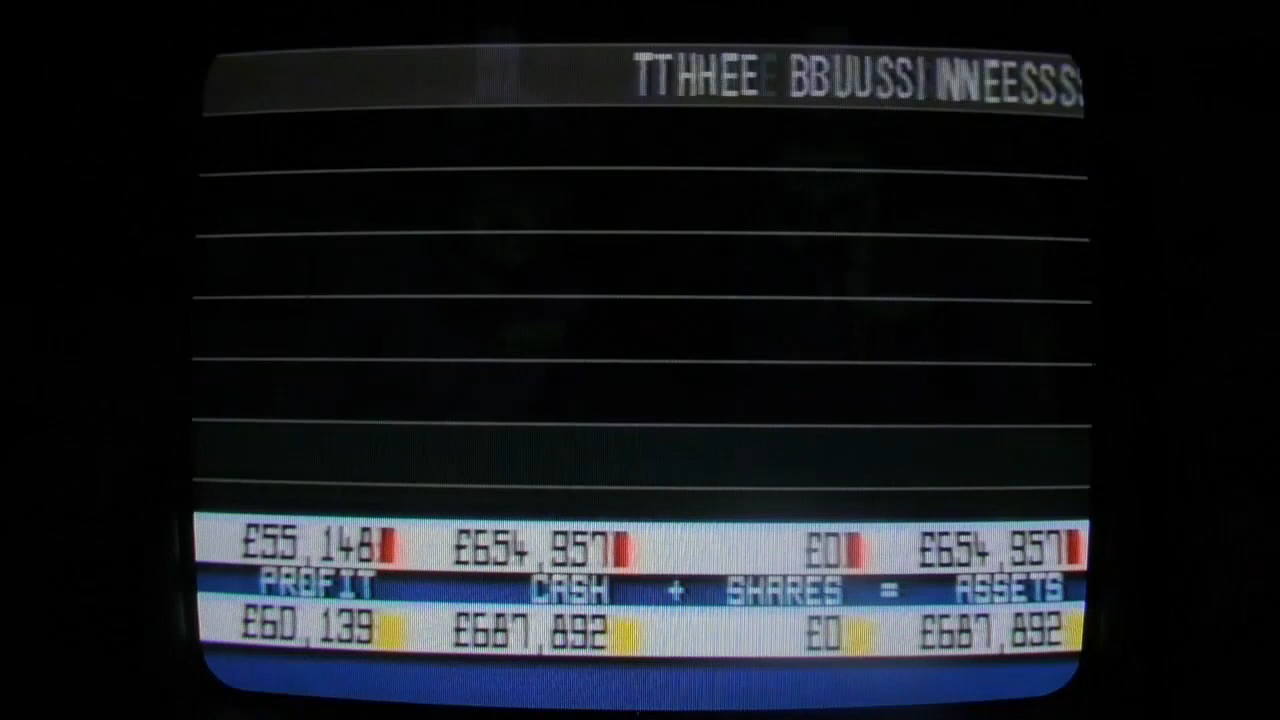 TTHHEE BBUUSSINNEESSS
£55,148 £654,957 £0 £654,957
PROFIT CASH + SHARES = ASSETS
£60,139 £687,892 £0 £687,892